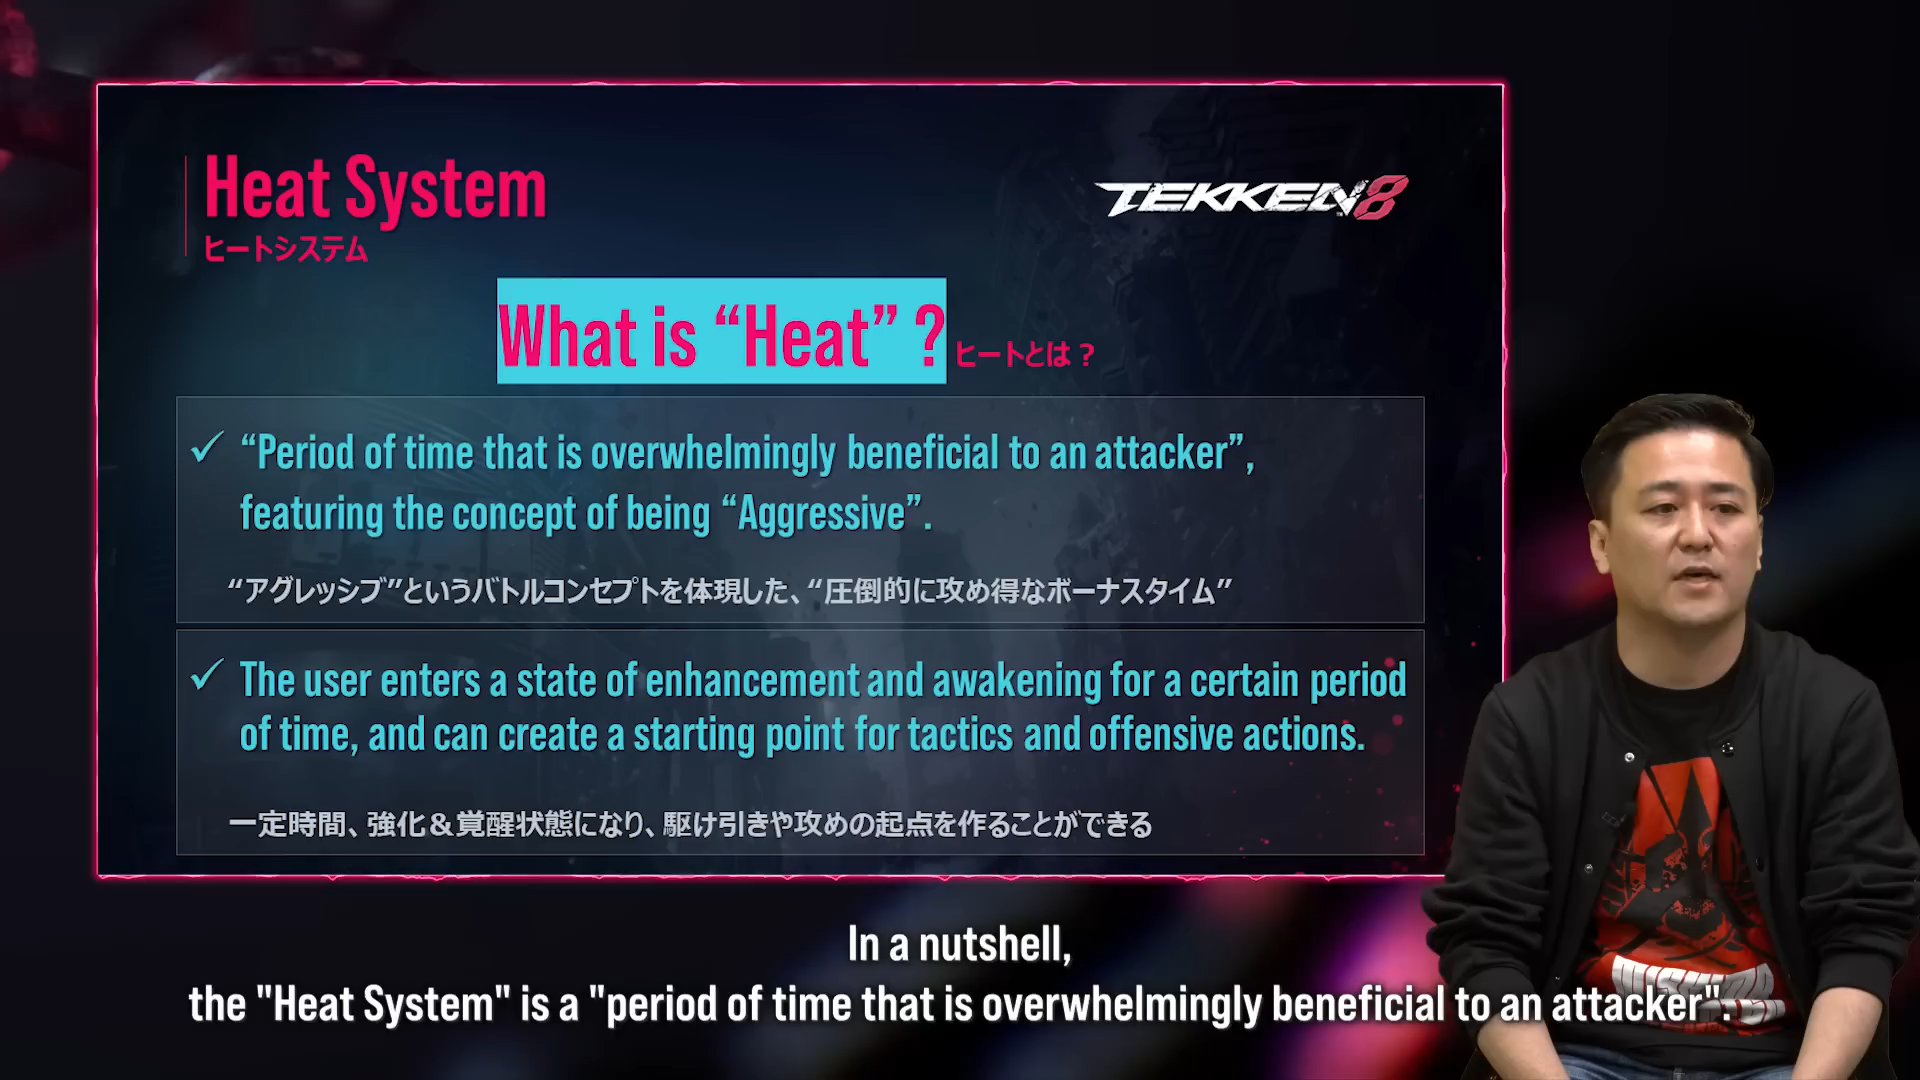 Heat System
ヒートシステム
TEKKEN8
What is “Heat” ? ヒートとは？
“Period of time that is overwhelmingly beneficial to an attacker”,
featuring the concept of being “Aggressive”.
“アグレッシブ”というバトルコンセプトを体現した、“圧倒的に攻め得なボーナスタイム”
The user enters a state of enhancement and awakening for a certain period
of time, and can create a starting point for tactics and offensive actions.
一定時間、強化＆覚醒状態になり、駆け引きや攻めの起点を作ることができる
In a nutshell,
the "Heat System" is a "period of time that is overwhelmingly beneficial to an attacker".